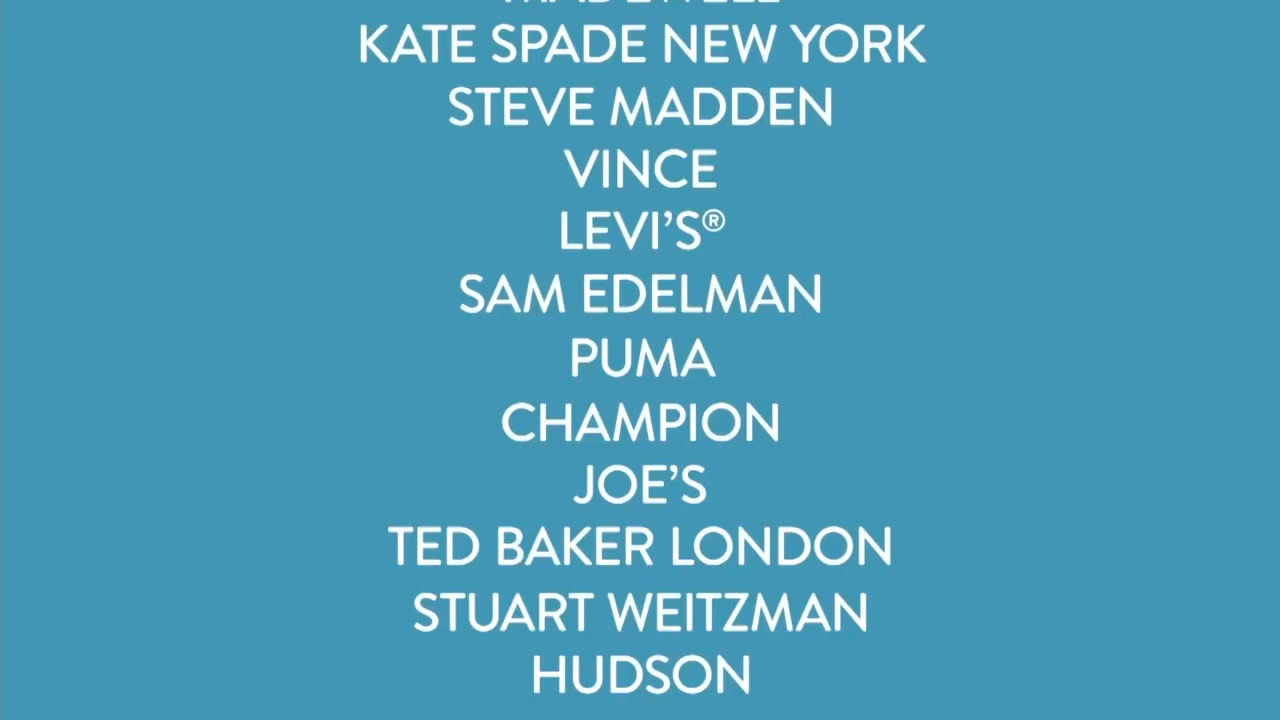 KATE SPADE NEW YORK
STEVE MADDEN
VINCE
LEVI’S®
SAM EDELMAN
PUMA
CHAMPION
JOE’S
TED BAKER LONDON
STUART WEITZMAN
HUDSON